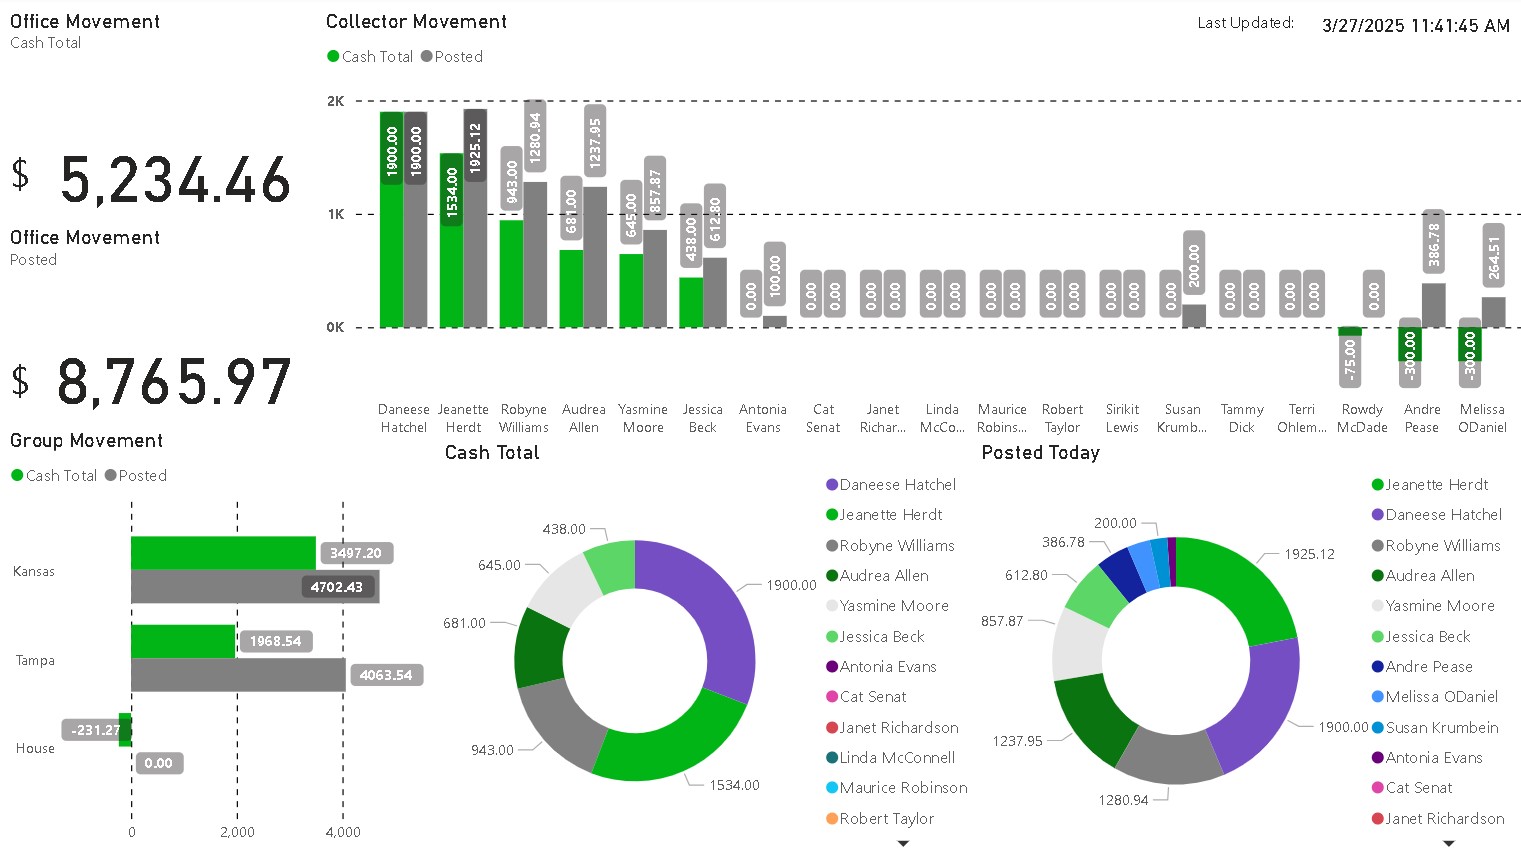 Office Movement
Cash Total
$ 5,234.46
Office Movement
Posted
$ 8,765.97
Collector Movement
Last Updated: 3/27/2025 11:41:45 AM
Cash Total Posted
2K
1K
0K
1900.00 1900.00
1534.00 1925.12
943.00 1280.94
681.00 1237.95
645.00 857.87
438.00 612.80
0.00 100.00
0.00 0.00
0.00 0.00
0.00 0.00
0.00 0.00
0.00 0.00
0.00 0.00
0.00 200.00
0.00 0.00
0.00 0.00
-75.00 0.00
-300.00 386.78
-300.00 264.51
Daneese Hatchel
Jeanette Herdt
Robyne Williams
Audrea Allen
Yasmine Moore
Jessica Beck
Antonia Evans
Cat Senat
Janet Richar...
Linda McCo...
Maurice Robins...
Robert Taylor
Sirikit Lewis
Susan Krumb...
Tammy Dick
Terri Ohlem...
Rowdy McDade
Andre Pease
Melissa ODaniel
Group Movement
Cash Total Posted
Kansas
3497.20
4702.43
Tampa
1968.54
4063.54
House
-231.27
0.00
0 2,000 4,000
Cash Total
438.00
645.00
681.00
943.00
1534.00
1900.00
Daneese Hatchel
Jeanette Herdt
Robyne Williams
Audrea Allen
Yasmine Moore
Jessica Beck
Antonia Evans
Cat Senat
Janet Richardson
Linda McConnell
Maurice Robinson
Robert Taylor
Posted Today
200.00
386.78
612.80
857.87
1237.95
1280.94
1900.00
1925.12
Jeanette Herdt
Daneese Hatchel
Robyne Williams
Audrea Allen
Yasmine Moore
Jessica Beck
Andre Pease
Melissa ODaniel
Susan Krumbein
Antonia Evans
Cat Senat
Janet Richardson